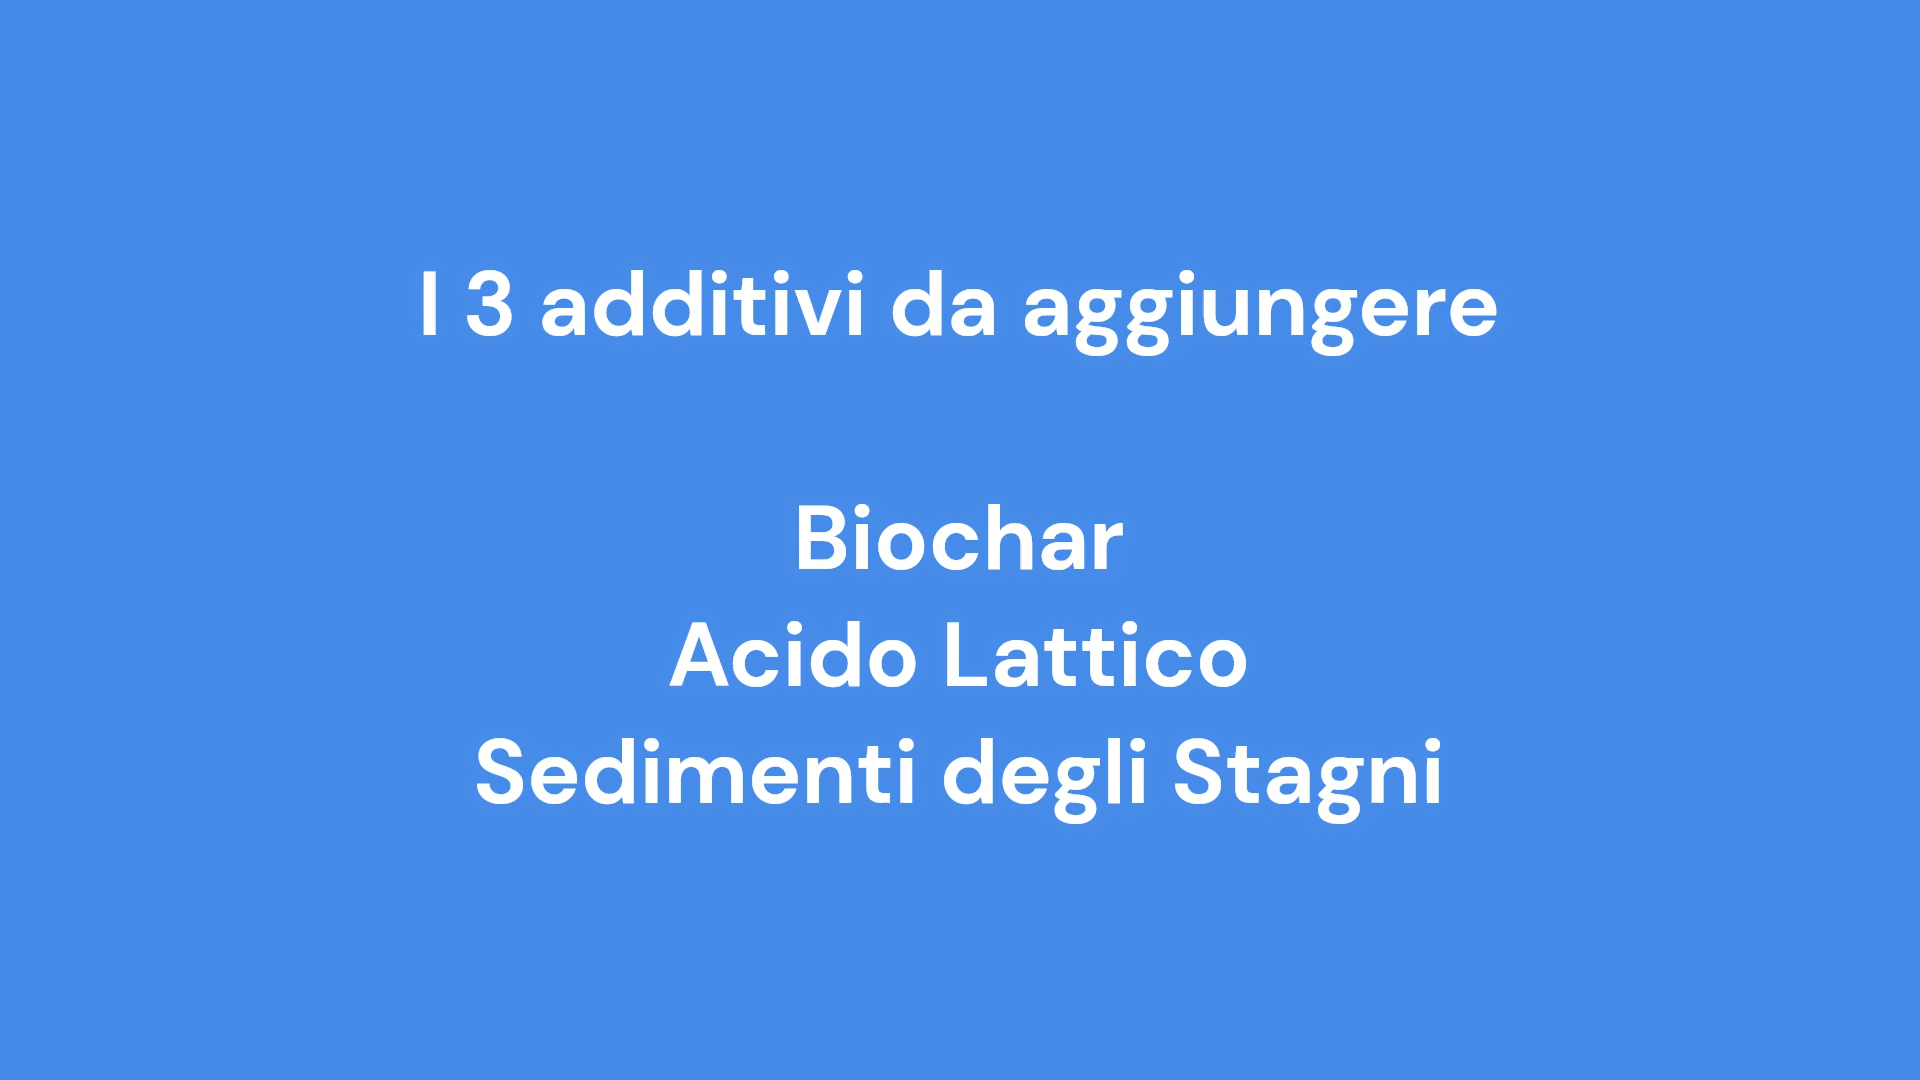 I 3 additivi da aggiungere
Biochar
Acido Lattico
Sedimenti degli Stagni